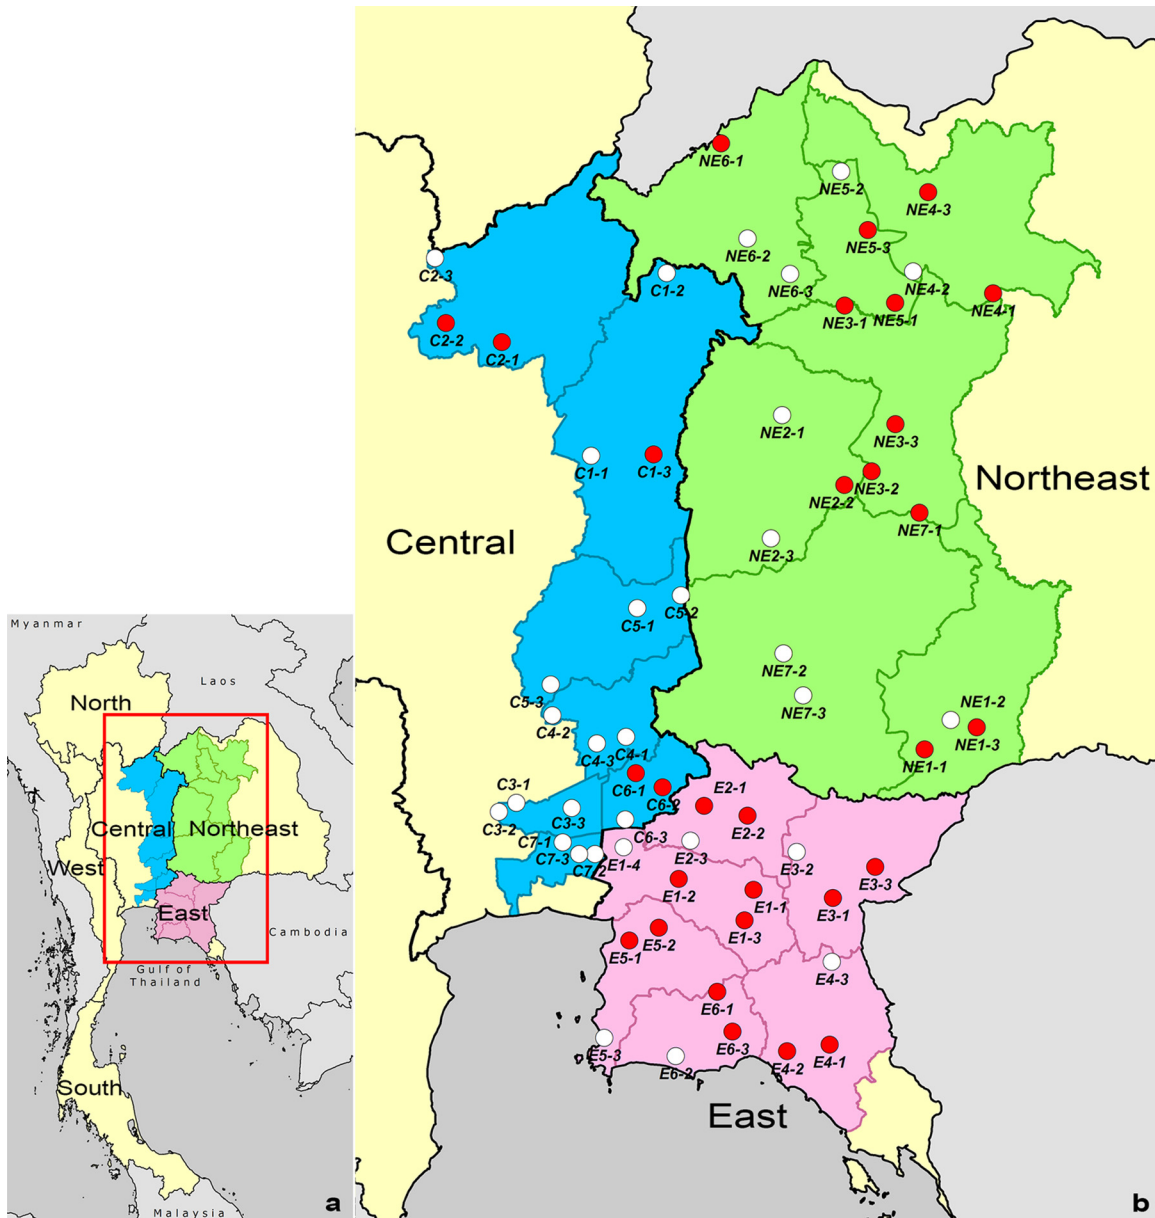 Myanmar
Laos
North
Central
Northeast
West
East
Cambodia
Gulf of
Thailand
South
Malaysia
a
NE6-1
NE5-2
NE4-3
NE5-3
NE6-2
C2-3
C1-2
NE6-3
NE4-2
NE4-1
NE3-1
NE5-1
C2-2
C2-1
NE2-1
NE3-3
C1-1
C1-3
NE3-2
NE2-2
Northeast
NE7-1
Central
NE2-3
C5-1
C5-2
NE7-2
C5-3
NE7-3
NE1-2
C4-2
NE1-3
C4-1
C4-3
NE1-1
C3-1
C6-1
E2-1
C6-2
C3-2
C3-3
E2-2
C6-3
C7-1
C7-3
E2-3
E1-4
C7-2
E3-2
E3-3
E1-2
E1-1
E3-1
E1-3
E5-2
E5-1
E4-3
E6-1
E5-3
E6-3
E4-1
E4-2
E6-2
East
b